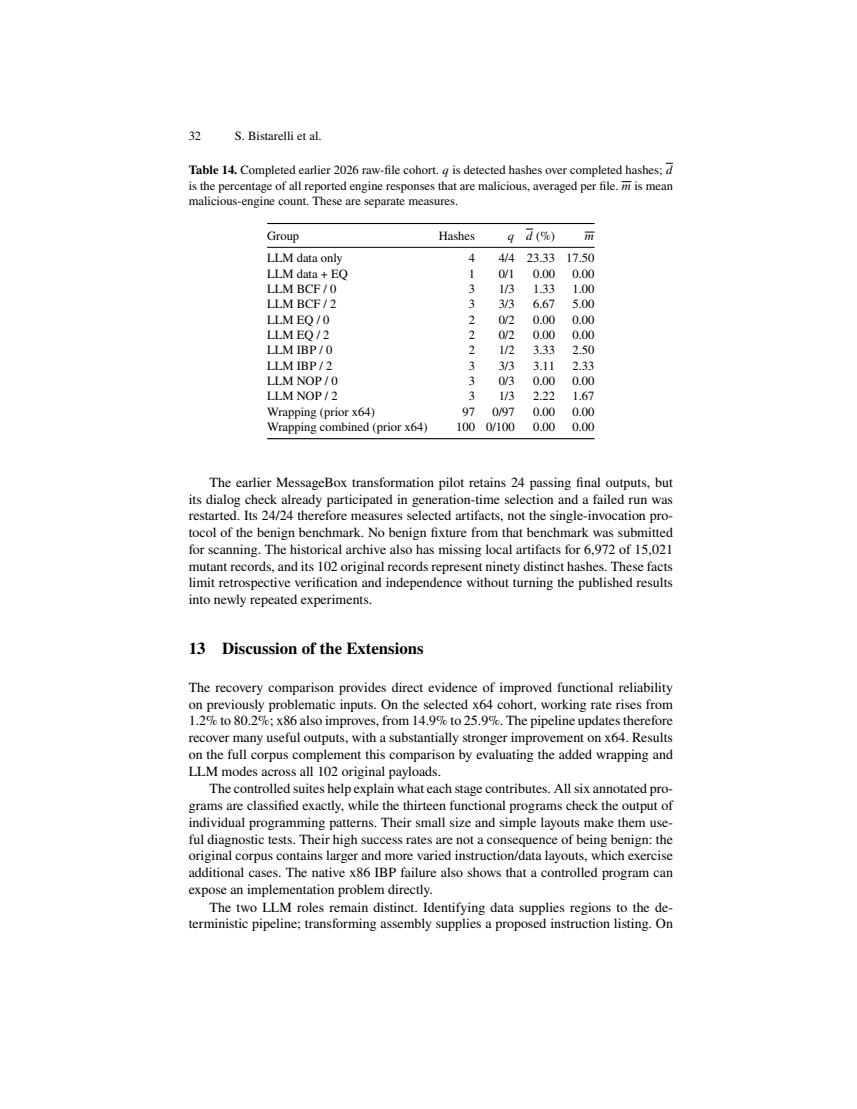 32 S. Bistarelli et al.
Table 14. Completed earlier 2026 raw-file cohort. q is detected hashes over completed hashes; d̅
is the percentage of all reported engine responses that are malicious, averaged per file. m̅ is mean
malicious-engine count. These are separate measures.
Group Hashes q d̅ (%) m̅
LLM data only 4 4/4 23.33 17.50
LLM data + EQ 1 0/1 0.00 0.00
LLM BCF / 0 3 1/3 1.33 1.00
LLM BCF / 2 3 3/3 6.67 5.00
LLM EQ / 0 2 0/2 0.00 0.00
LLM EQ / 2 2 0/2 0.00 0.00
LLM IBP / 0 2 1/2 3.33 2.50
LLM IBP / 2 3 3/3 3.11 2.33
LLM NOP / 0 3 0/3 0.00 0.00
LLM NOP / 2 3 1/3 2.22 1.67
Wrapping (prior x64) 97 0/97 0.00 0.00
Wrapping combined (prior x64) 100 0/100 0.00 0.00
The earlier MessageBox transformation pilot retains 24 passing final outputs, but
its dialog check already participated in generation-time selection and a failed run was
restarted. Its 24/24 therefore measures selected artifacts, not the single-invocation pro-
tocol of the benign benchmark. No benign fixture from that benchmark was submitted
for scanning. The historical archive also has missing local artifacts for 6,972 of 15,021
mutant records, and its 102 original records represent ninety distinct hashes. These facts
limit retrospective verification and independence without turning the published results
into newly repeated experiments.
13 Discussion of the Extensions
The recovery comparison provides direct evidence of improved functional reliability
on previously problematic inputs. On the selected x64 cohort, working rate rises from
1.2% to 80.2%; x86 also improves, from 14.9% to 25.9%. The pipeline updates therefore
recover many useful outputs, with a substantially stronger improvement on x64. Results
on the full corpus complement this comparison by evaluating the added wrapping and
LLM modes across all 102 original payloads.
The controlled suites help explain what each stage contributes. All six annotated pro-
grams are classified exactly, while the thirteen functional programs check the output of
individual programming patterns. Their small size and simple layouts make them use-
ful diagnostic tests. Their high success rates are not a consequence of being benign: the
original corpus contains larger and more varied instruction/data layouts, which exercise
additional cases. The native x86 IBP failure also shows that a controlled program can
expose an implementation problem directly.
The two LLM roles remain distinct. Identifying data supplies regions to the de-
terministic pipeline; transforming assembly supplies a proposed instruction listing. On